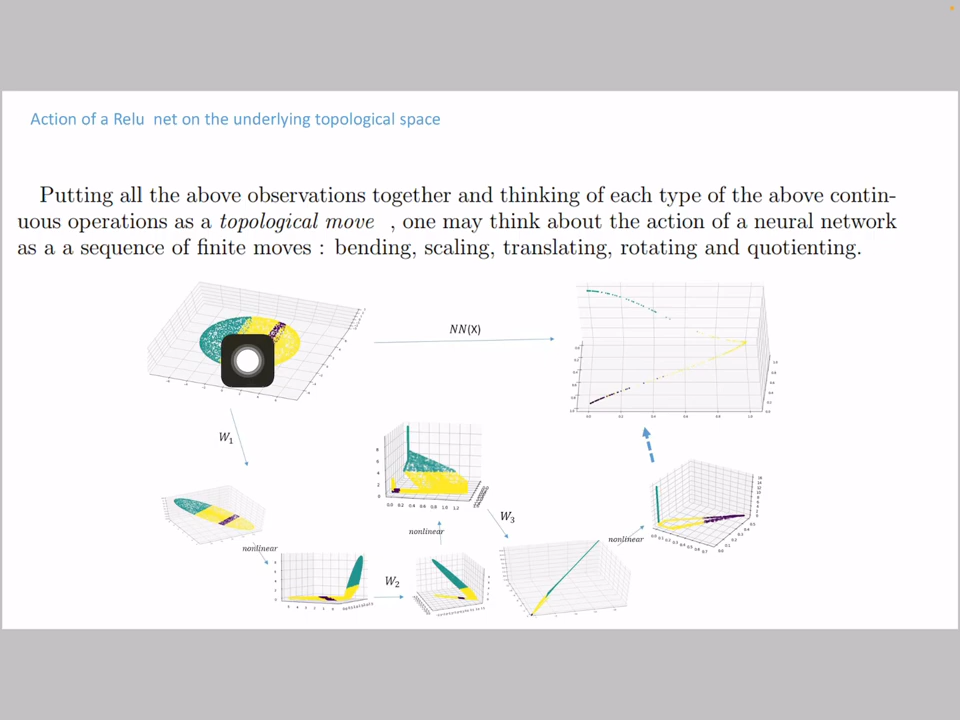 Action of a Relu net on the underlying topological space
Putting all the above observations together and thinking of each type of the above contin-
uous operations as a topological move , one may think about the action of a neural network
as a a sequence of finite moves : bending, scaling, translating, rotating and quotienting.
NN(X)
W1
nonlinear
W2
nonlinear
W3
nonlinear